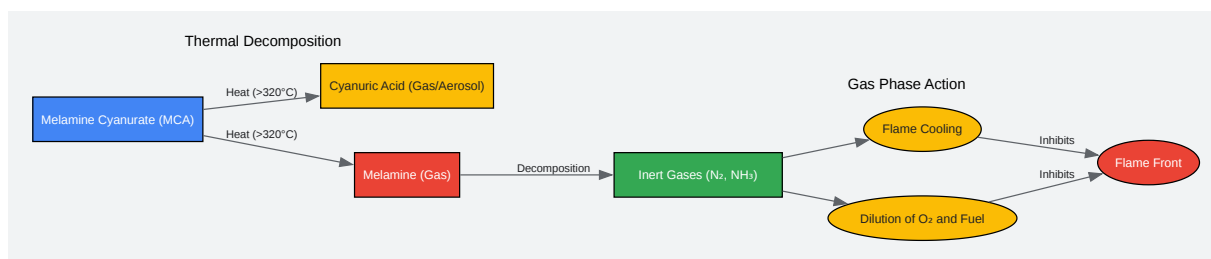 Thermal Decomposition
Melamine Cyanurate (MCA)
Heat (>320°C)
Heat (>320°C)
Cyanuric Acid (Gas/Aerosol)
Melamine (Gas)
Decomposition
Inert Gases (N₂, NH₃)
Gas Phase Action
Flame Cooling
Dilution of O₂ and Fuel
Inhibits
Inhibits
Flame Front